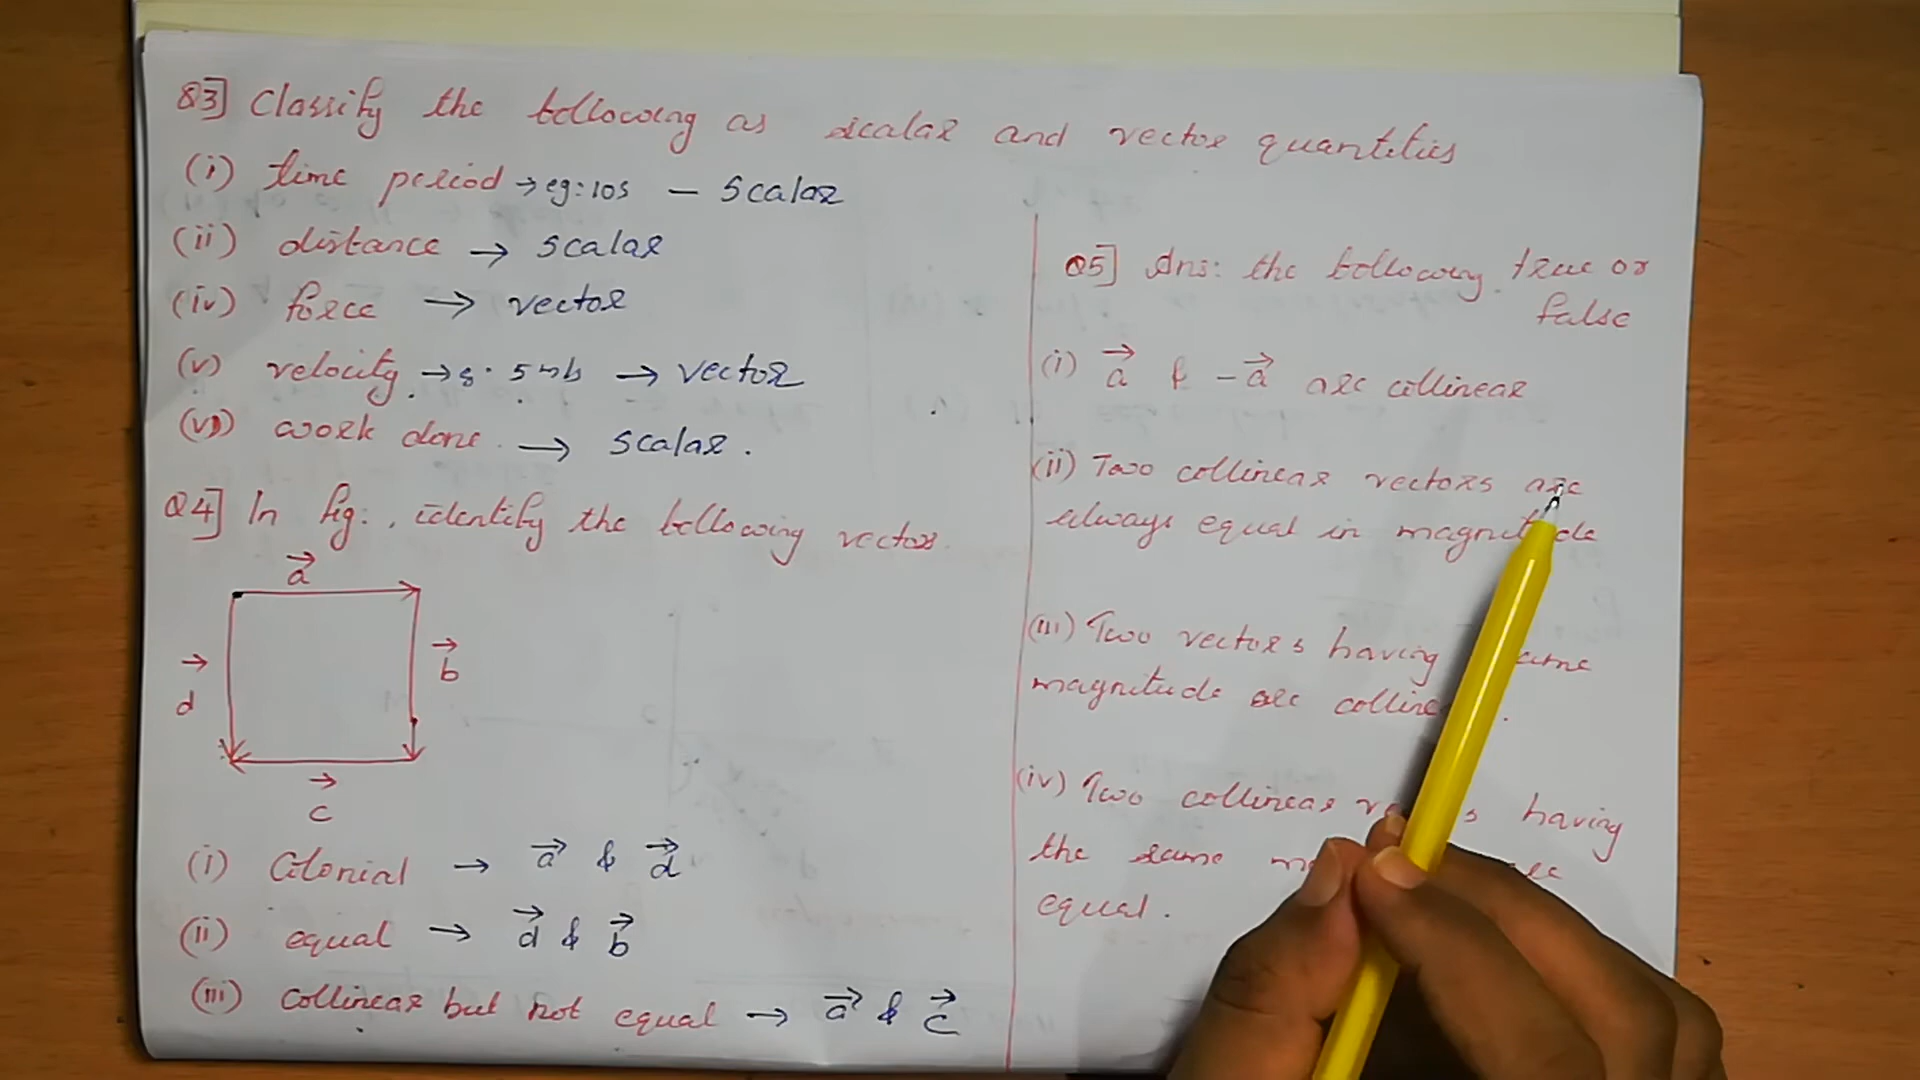 Q3] Classify the following as scalar and vector quantities
(i) time period → eg: 10s – Scalar
(ii) distance → scalar
(iv) force → vector
(v) velocity → → vector
(vi) work done. → scalar.
Q4] In fig., identify the following vectors
a
b
d
c
(i) → a & d
(ii) equal → d & b
(iii) collinear but not equal → a & c
Q5] Ans: the following true or
false
(i) a & -a are collinear
(ii) Two collinear vectors are
always equal in magnitude
(iii) Two vectors having
magnitude are
(iv) Two collinear having
the same
equal.